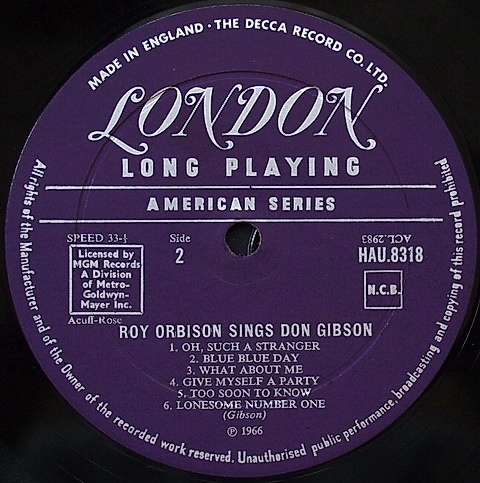 MADE IN ENGLAND · THE DECCA RECORD CO. LTD.
LONDON
LONG PLAYING
AMERICAN SERIES
SPEED 33-⅓
Side
2
ACL.2983
HAU.8318
Licensed by
MGM Records
A Division
of Metro-
Goldwyn-
Mayer Inc.
N.C.B.
Acuff-Rose
ROY ORBISON SINGS DON GIBSON
1. OH, SUCH A STRANGER
2. BLUE BLUE DAY
3. WHAT ABOUT ME
4. GIVE MYSELF A PARTY
5. TOO SOON TO KNOW
6. LONESOME NUMBER ONE
(Gibson)
℗ 1966
All rights of the Manufacturer and of the Owner of the recorded work reserved. Unauthorised public performance, broadcasting and copying of this record prohibited